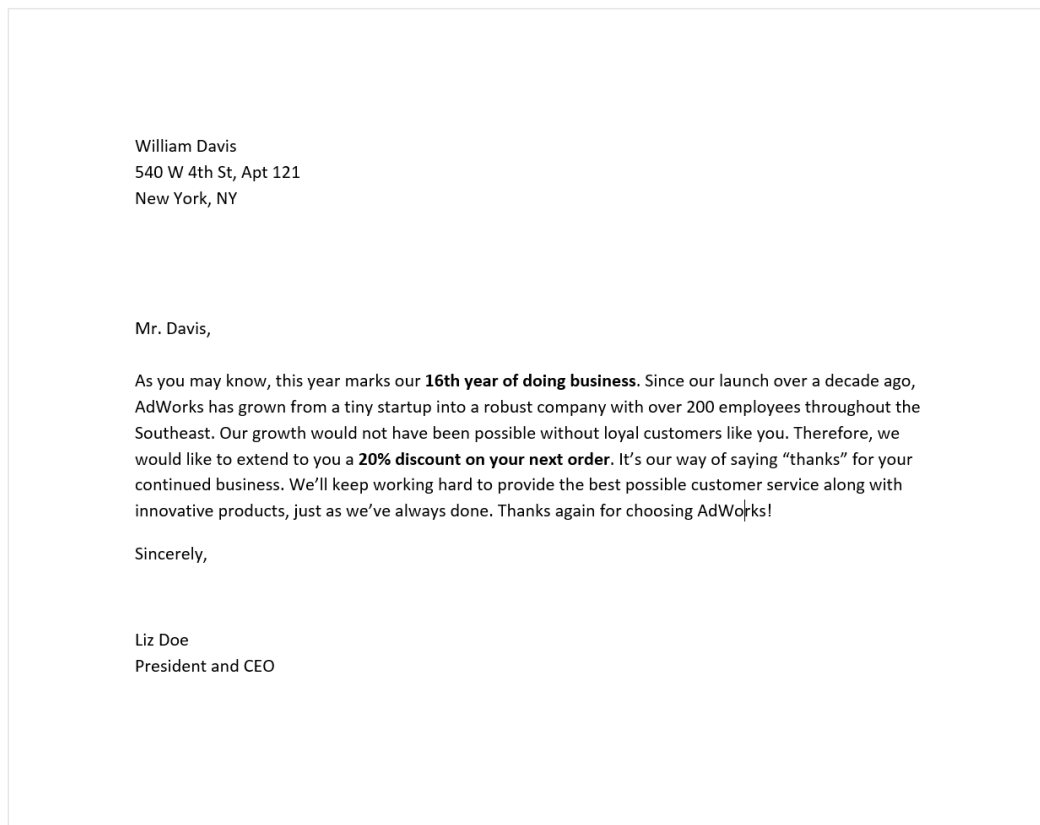 William Davis
540 W 4th St, Apt 121
New York, NY
Mr. Davis,
As you may know, this year marks our 16th year of doing business. Since our launch over a decade ago,
AdWorks has grown from a tiny startup into a robust company with over 200 employees throughout the
Southeast. Our growth would not have been possible without loyal customers like you. Therefore, we
would like to extend to you a 20% discount on your next order. It’s our way of saying “thanks” for your
continued business. We’ll keep working hard to provide the best possible customer service along with
innovative products, just as we’ve always done. Thanks again for choosing AdWorks!
Sincerely,
Liz Doe
President and CEO